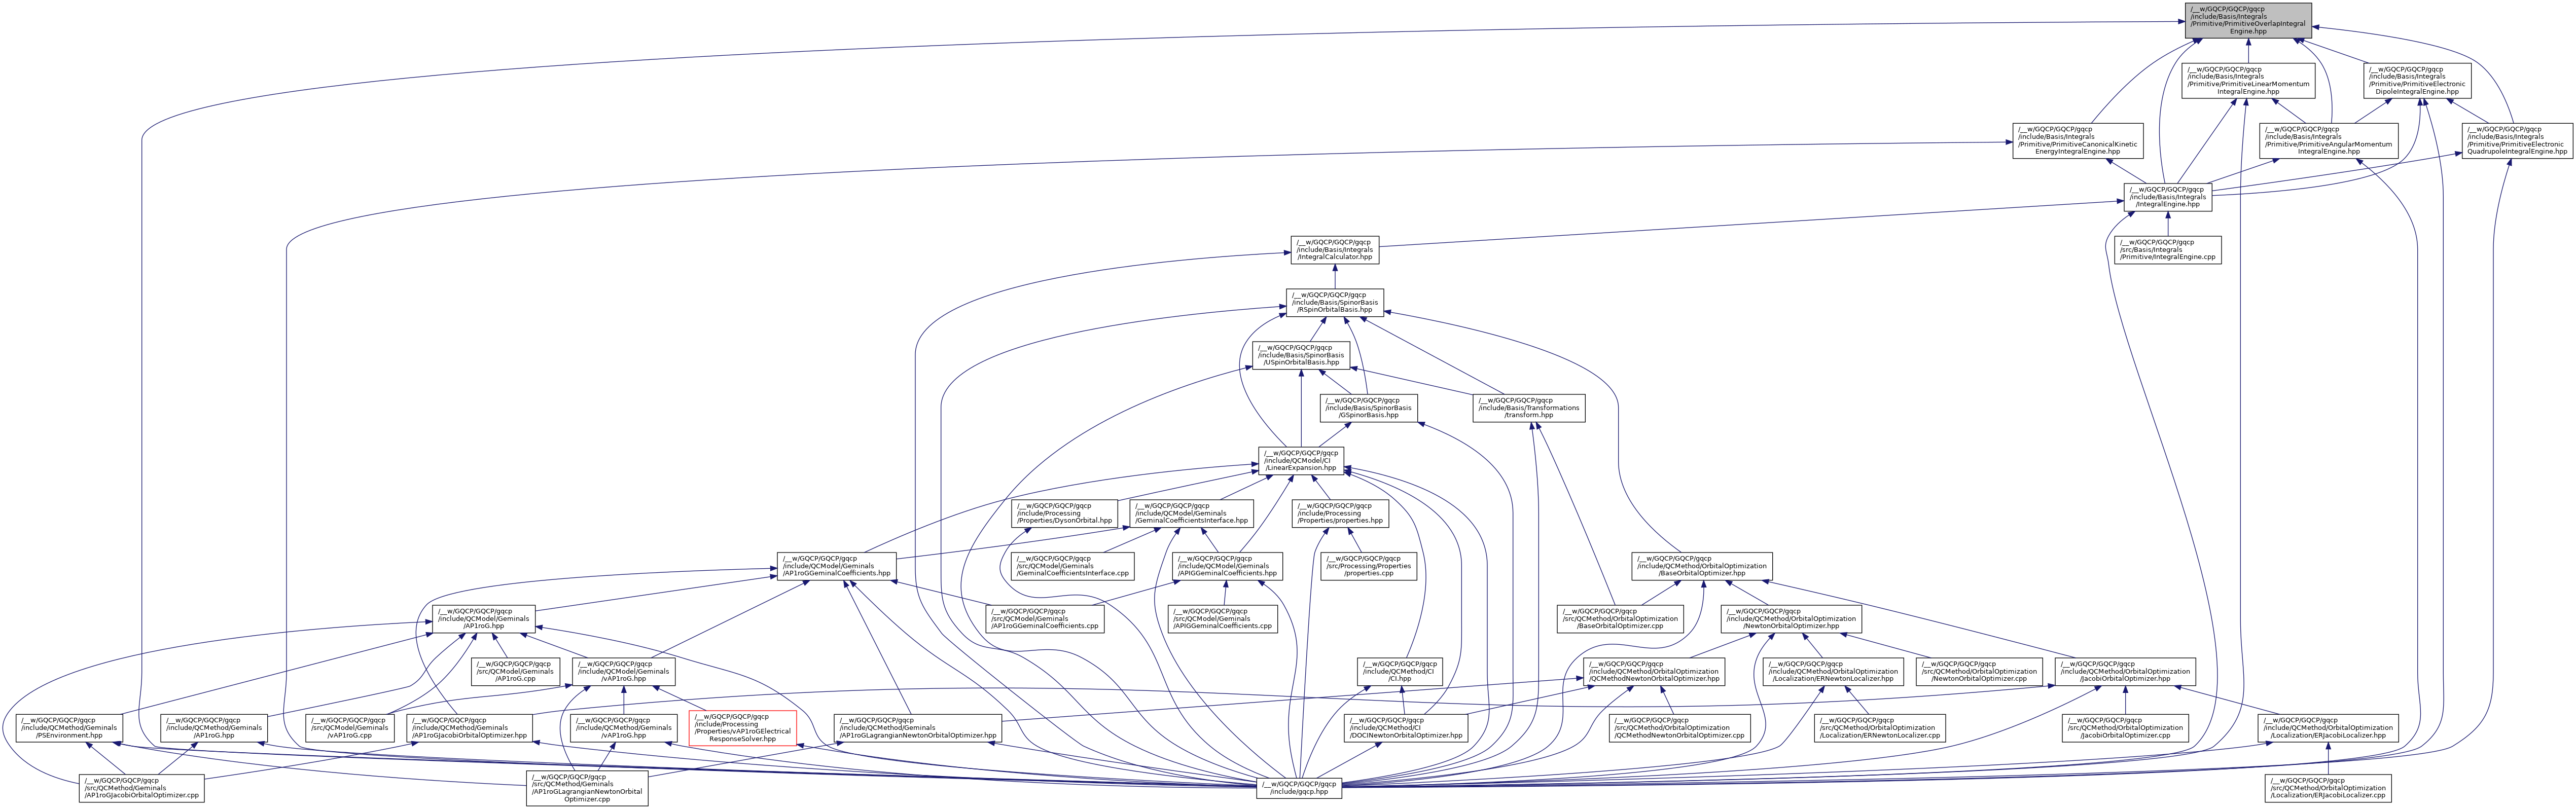 /__w/GQCP/GQCP/gqcp
/include/Basis/Integrals
/Primitive/PrimitiveOverlapIntegral
Engine.hpp
/__w/GQCP/GQCP/gqcp
/include/Basis/Integrals
/Primitive/PrimitiveLinearMomentum
IntegralEngine.hpp
/__w/GQCP/GQCP/gqcp
/include/Basis/Integrals
/Primitive/PrimitiveElectronic
DipoleIntegralEngine.hpp
/__w/GQCP/GQCP/gqcp
/include/Basis/Integrals
/Primitive/PrimitiveCanonicalKinetic
EnergyIntegralEngine.hpp
/__w/GQCP/GQCP/gqcp
/include/Basis/Integrals
/Primitive/PrimitiveAngularMomentum
IntegralEngine.hpp
/__w/GQCP/GQCP/gqcp
/include/Basis/Integrals
/Primitive/PrimitiveElectronic
QuadrupoleIntegralEngine.hpp
/__w/GQCP/GQCP/gqcp
/include/Basis/Integrals
/IntegralEngine.hpp
/__w/GQCP/GQCP/gqcp
/include/Basis/Integrals
/IntegralCalculator.hpp
/__w/GQCP/GQCP/gqcp
/src/Basis/Integrals
/Primitive/IntegralEngine.cpp
/__w/GQCP/GQCP/gqcp
/include/Basis/SpinorBasis
/RSpinOrbitalBasis.hpp
/__w/GQCP/GQCP/gqcp
/include/Basis/SpinorBasis
/USpinOrbitalBasis.hpp
/__w/GQCP/GQCP/gqcp
/include/Basis/SpinorBasis
/GSpinorBasis.hpp
/__w/GQCP/GQCP/gqcp
/include/Basis/Transformations
/transform.hpp
/__w/GQCP/GQCP/gqcp
/include/QCModel/CI
/LinearExpansion.hpp
/__w/GQCP/GQCP/gqcp
/include/Processing
/Properties/DysonOrbital.hpp
/__w/GQCP/GQCP/gqcp
/include/QCModel/Geminals
/GeminalCoefficientsInterface.hpp
/__w/GQCP/GQCP/gqcp
/include/Processing
/Properties/properties.hpp
/__w/GQCP/GQCP/gqcp
/include/QCModel/Geminals
/AP1roGGeminalCoefficients.hpp
/__w/GQCP/GQCP/gqcp
/src/QCModel/Geminals
/GeminalCoefficientsInterface.cpp
/__w/GQCP/GQCP/gqcp
/include/QCModel/Geminals
/APIGGeminalCoefficients.hpp
/__w/GQCP/GQCP/gqcp
/src/Processing/Properties
/properties.cpp
/__w/GQCP/GQCP/gqcp
/include/QCMethod/OrbitalOptimization
/BaseOrbitalOptimizer.hpp
/__w/GQCP/GQCP/gqcp
/include/QCModel/Geminals
/AP1roG.hpp
/__w/GQCP/GQCP/gqcp
/src/QCModel/Geminals
/AP1roGGeminalCoefficients.cpp
/__w/GQCP/GQCP/gqcp
/src/QCModel/Geminals
/APIGGeminalCoefficients.cpp
/__w/GQCP/GQCP/gqcp
/src/QCMethod/OrbitalOptimization
/BaseOrbitalOptimizer.cpp
/__w/GQCP/GQCP/gqcp
/include/QCMethod/OrbitalOptimization
/NewtonOrbitalOptimizer.hpp
/__w/GQCP/GQCP/gqcp
/src/QCModel/Geminals
/AP1roG.cpp
/__w/GQCP/GQCP/gqcp
/include/QCModel/Geminals
/vAP1roG.hpp
/__w/GQCP/GQCP/gqcp
/include/QCMethod/CI
/CI.hpp
/__w/GQCP/GQCP/gqcp
/include/QCMethod/OrbitalOptimization
/QCMethodNewtonOrbitalOptimizer.hpp
/__w/GQCP/GQCP/gqcp
/include/QCMethod/OrbitalOptimization
/Localization/ERNewtonLocalizer.hpp
/__w/GQCP/GQCP/gqcp
/src/QCMethod/OrbitalOptimization
/NewtonOrbitalOptimizer.cpp
/__w/GQCP/GQCP/gqcp
/include/QCMethod/OrbitalOptimization
/JacobiOrbitalOptimizer.hpp
/__w/GQCP/GQCP/gqcp
/include/QCMethod/Geminals
/PSEnvironment.hpp
/__w/GQCP/GQCP/gqcp
/include/QCMethod/Geminals
/AP1roG.hpp
/__w/GQCP/GQCP/gqcp
/src/QCModel/Geminals
/vAP1roG.cpp
/__w/GQCP/GQCP/gqcp
/include/QCMethod/Geminals
/AP1roGJacobiOrbitalOptimizer.hpp
/__w/GQCP/GQCP/gqcp
/include/QCMethod/Geminals
/vAP1roG.hpp
/__w/GQCP/GQCP/gqcp
/include/Processing
/Properties/vAP1roGElectrical
ResponseSolver.hpp
/__w/GQCP/GQCP/gqcp
/include/QCMethod/Geminals
/AP1roGLagrangianNewtonOrbitalOptimizer.hpp
/__w/GQCP/GQCP/gqcp
/include/QCMethod/CI
/DOCINewtonOrbitalOptimizer.hpp
/__w/GQCP/GQCP/gqcp
/src/QCMethod/OrbitalOptimization
/QCMethodNewtonOrbitalOptimizer.cpp
/__w/GQCP/GQCP/gqcp
/src/QCMethod/OrbitalOptimization
/Localization/ERNewtonLocalizer.cpp
/__w/GQCP/GQCP/gqcp
/src/QCMethod/OrbitalOptimization
/JacobiOrbitalOptimizer.cpp
/__w/GQCP/GQCP/gqcp
/include/QCMethod/OrbitalOptimization
/Localization/ERJacobiLocalizer.hpp
/__w/GQCP/GQCP/gqcp
/src/QCMethod/Geminals
/AP1roGJacobiOrbitalOptimizer.cpp
/__w/GQCP/GQCP/gqcp
/src/QCMethod/Geminals
/AP1roGLagrangianNewtonOrbital
Optimizer.cpp
/__w/GQCP/GQCP/gqcp
/include/gqcp.hpp
/__w/GQCP/GQCP/gqcp
/src/QCMethod/OrbitalOptimization
/Localization/ERJacobiLocalizer.cpp